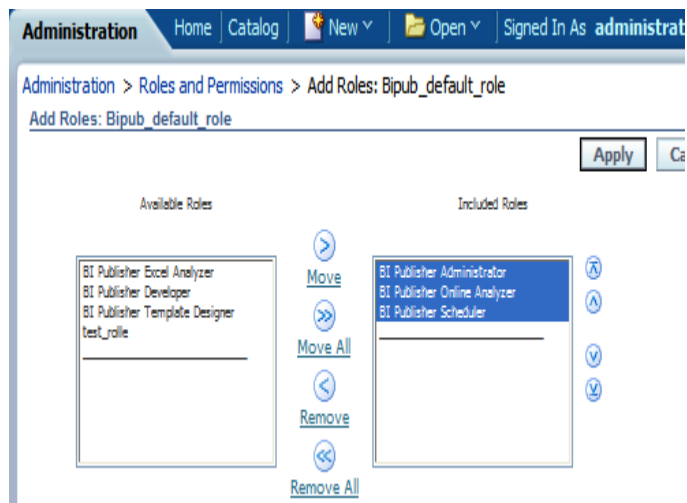 Administration Home Catalog New Open Signed In As administrat
Administration > Roles and Permissions > Add Roles: Bipub_default_role
Add Roles: Bipub_default_role
Apply Ca
Available Roles Included Roles
BI Publisher Excel Analyzer
BI Publisher Developer
BI Publisher Template Designer
test_rolle
Move
Move All
Remove
Remove All
BI Publisher Administrator
BI Publisher Online Analyzer
BI Publisher Scheduler